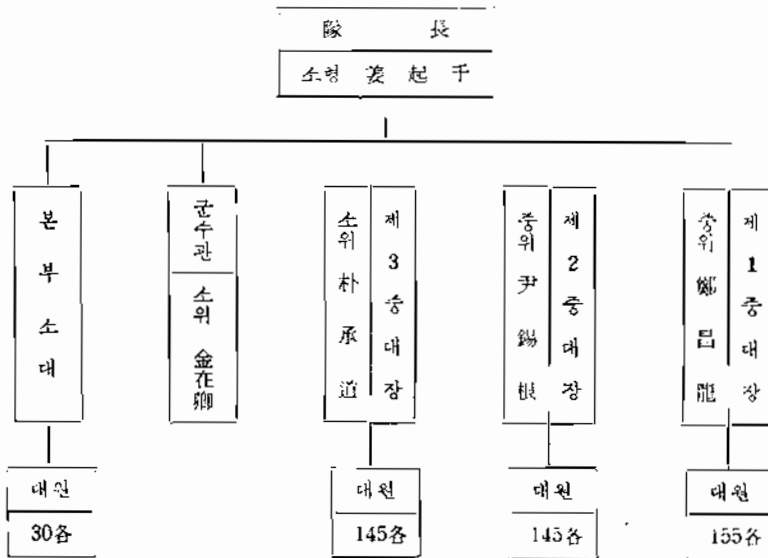 隊長
소령 姜起千
본부소대
군수관
소위 金在卿
제3중대장
소위 朴承道
제2중대장
중위 尹錫根
제1중대장
중위 鄭昌龍
대원
30名
대원
145名
대원
145名
대원
155名